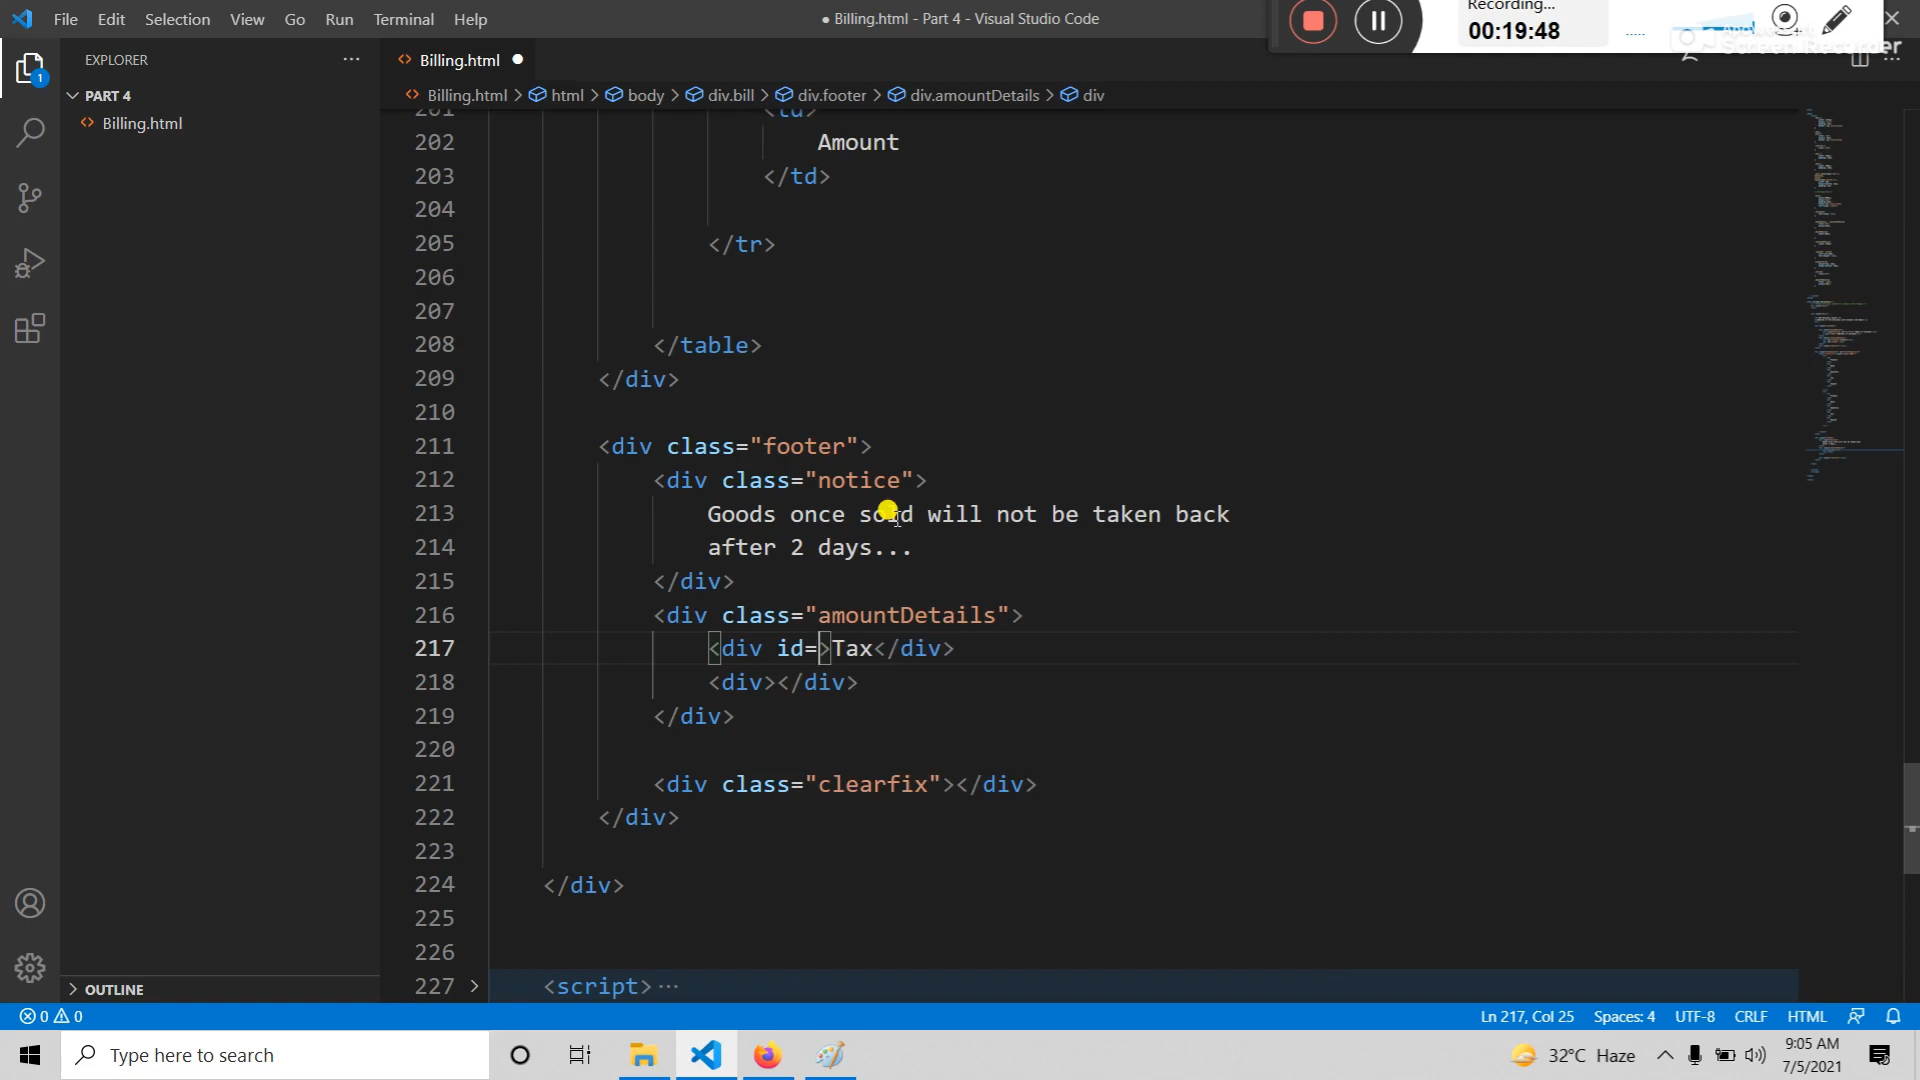 File Edit Selection View Go Run Terminal Help
● Billing.html - Part 4 - Visual Studio Code
Recording...
00:19:48
EXPLORER
PART 4
Billing.html
OUTLINE
Billing.html
Billing.html > html > body > div.bill > div.footer > div.amountDetails > div
201 <td>
202 Amount
203 </td>
204
205 </tr>
206
207
208 </table>
209 </div>
210
211 <div class="footer">
212 <div class="notice">
213 Goods once sold will not be taken back
214 after 2 days...
215 </div>
216 <div class="amountDetails">
217 <div id=>Tax</div>
218 <div></div>
219 </div>
220
221 <div class="clearfix"></div>
222 </div>
223
224 </div>
225
226
227 <script>...
0 0
Ln 217, Col 25 Spaces: 4 UTF-8 CRLF HTML
Type here to search
32°C Haze
9:05 AM
7/5/2021